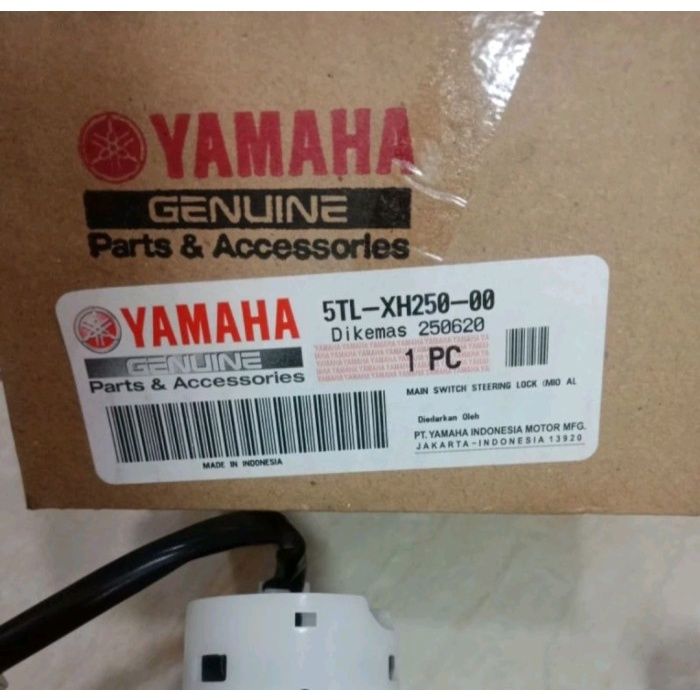 YAMAHA
GENUINE
Parts & Accessories
YAMAHA
GENUINE
Parts & Accessories
MADE IN INDONESIA
5TL-XH250-00
Dikemas 250620
1 PC
MAIN SWITCH STEERING LOCK (MIO AL
Diedarkan Oleh
PT. YAMAHA INDONESIA MOTOR MFG.
JAKARTA-INDONESIA 13920